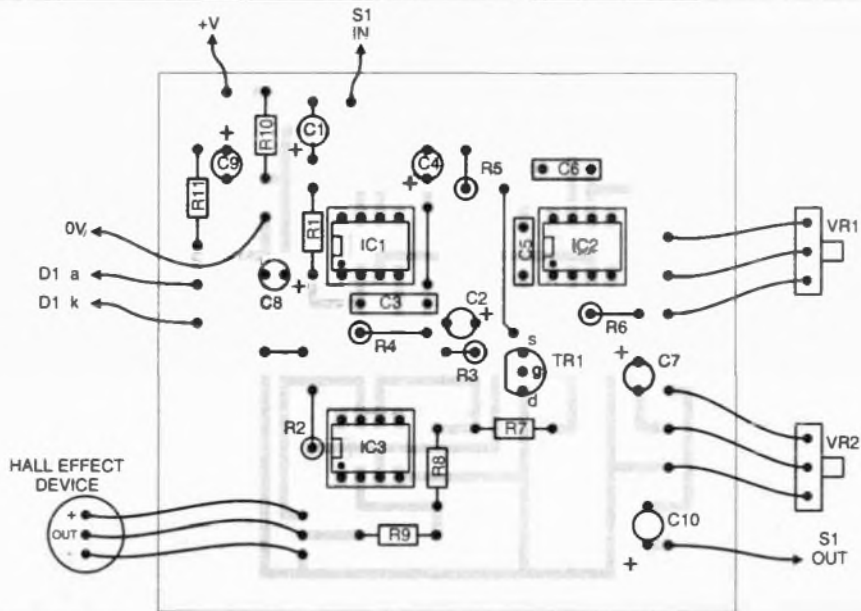 +V
S1
IN
R10
C1
+
+
C9
C4
+
R5
C6
R11
R1
IC1
C5
IC2
VR1
0V
D1 a
D1 k
C8
+
C3
C2
+
R4
R6
R3
s
g
d
TR1
+
C7
R2
IC3
R7
R8
VR2
HALL EFFECT
DEVICE
+
OUT
-
R9
C10
+
S1
OUT